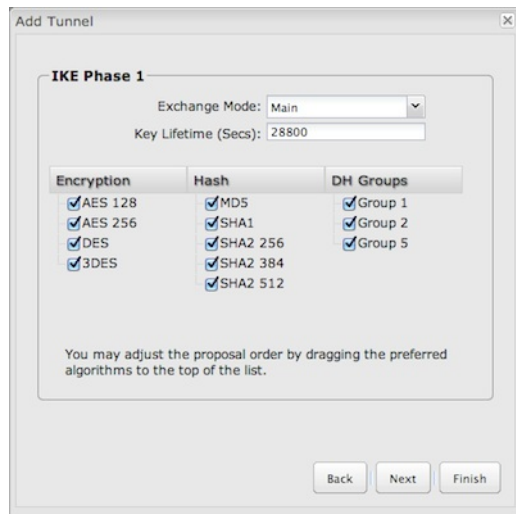 Add Tunnel
IKE Phase 1
Exchange Mode: Main
Key Lifetime (Secs): 28800
Encryption Hash DH Groups
AES 128 MD5 Group 1
AES 256 SHA1 Group 2
DES SHA2 256 Group 5
3DES SHA2 384
SHA2 512
You may adjust the proposal order by dragging the preferred
algorithms to the top of the list.
Back Next Finish